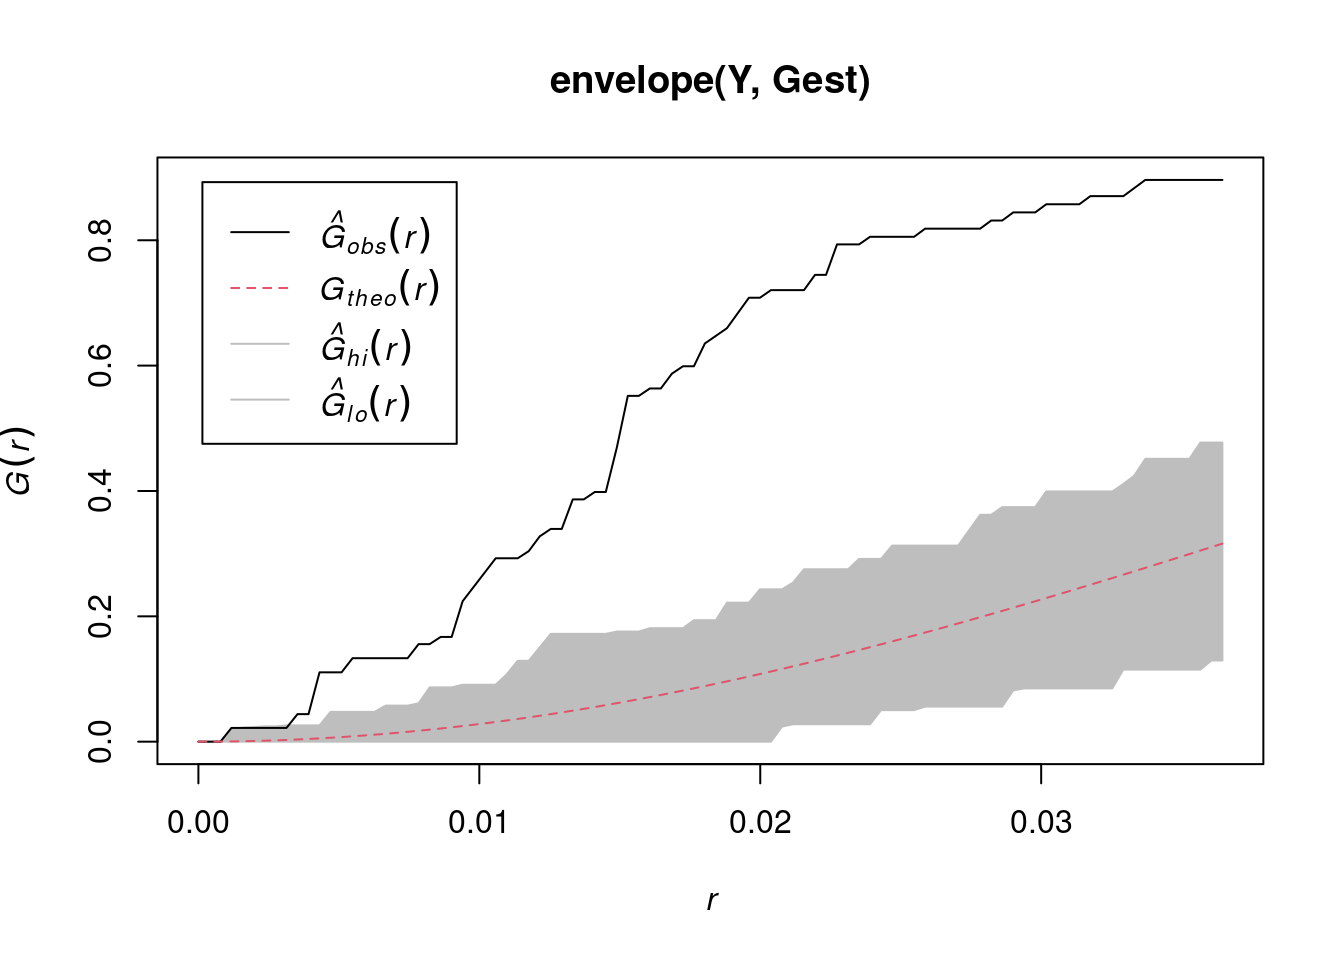 envelope(Y, Gest)
Ĝobs(r)
Gtheo(r)
Ĝhi(r)
Ĝlo(r)
G(r)
0.8
0.6
0.4
0.2
0.0
0.00 0.01 0.02 0.03
r